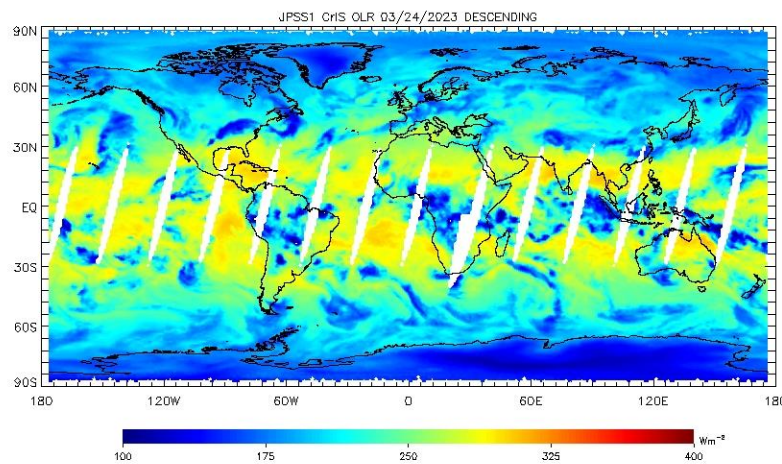 JPSS1 CrIS OLR 03/24/2023 DESCENDING
90N
60N
30N
EQ
30S
60S
90S
180 120W 60W 0 60E 120E 180
100 175 250 325 400 Wm⁻²